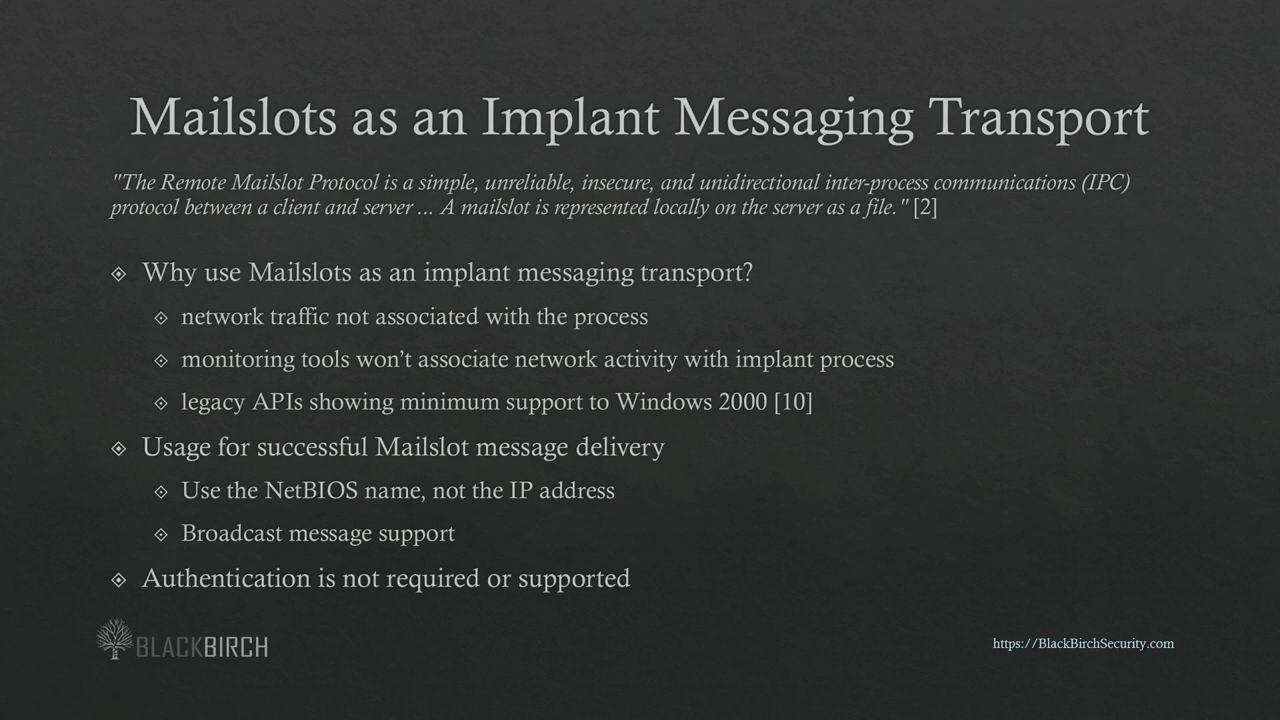 Mailslots as an Implant Messaging Transport
"The Remote Mailslot Protocol is a simple, unreliable, insecure, and unidirectional inter-process communications (IPC)
protocol between a client and server ... A mailslot is represented locally on the server as a file." [2]
Why use Mailslots as an implant messaging transport?
network traffic not associated with the process
monitoring tools won’t associate network activity with implant process
legacy APIs showing minimum support to Windows 2000 [10]
Usage for successful Mailslot message delivery
Use the NetBIOS name, not the IP address
Broadcast message support
Authentication is not required or supported
BLACKBIRCH
https://BlackBirchSecurity.com